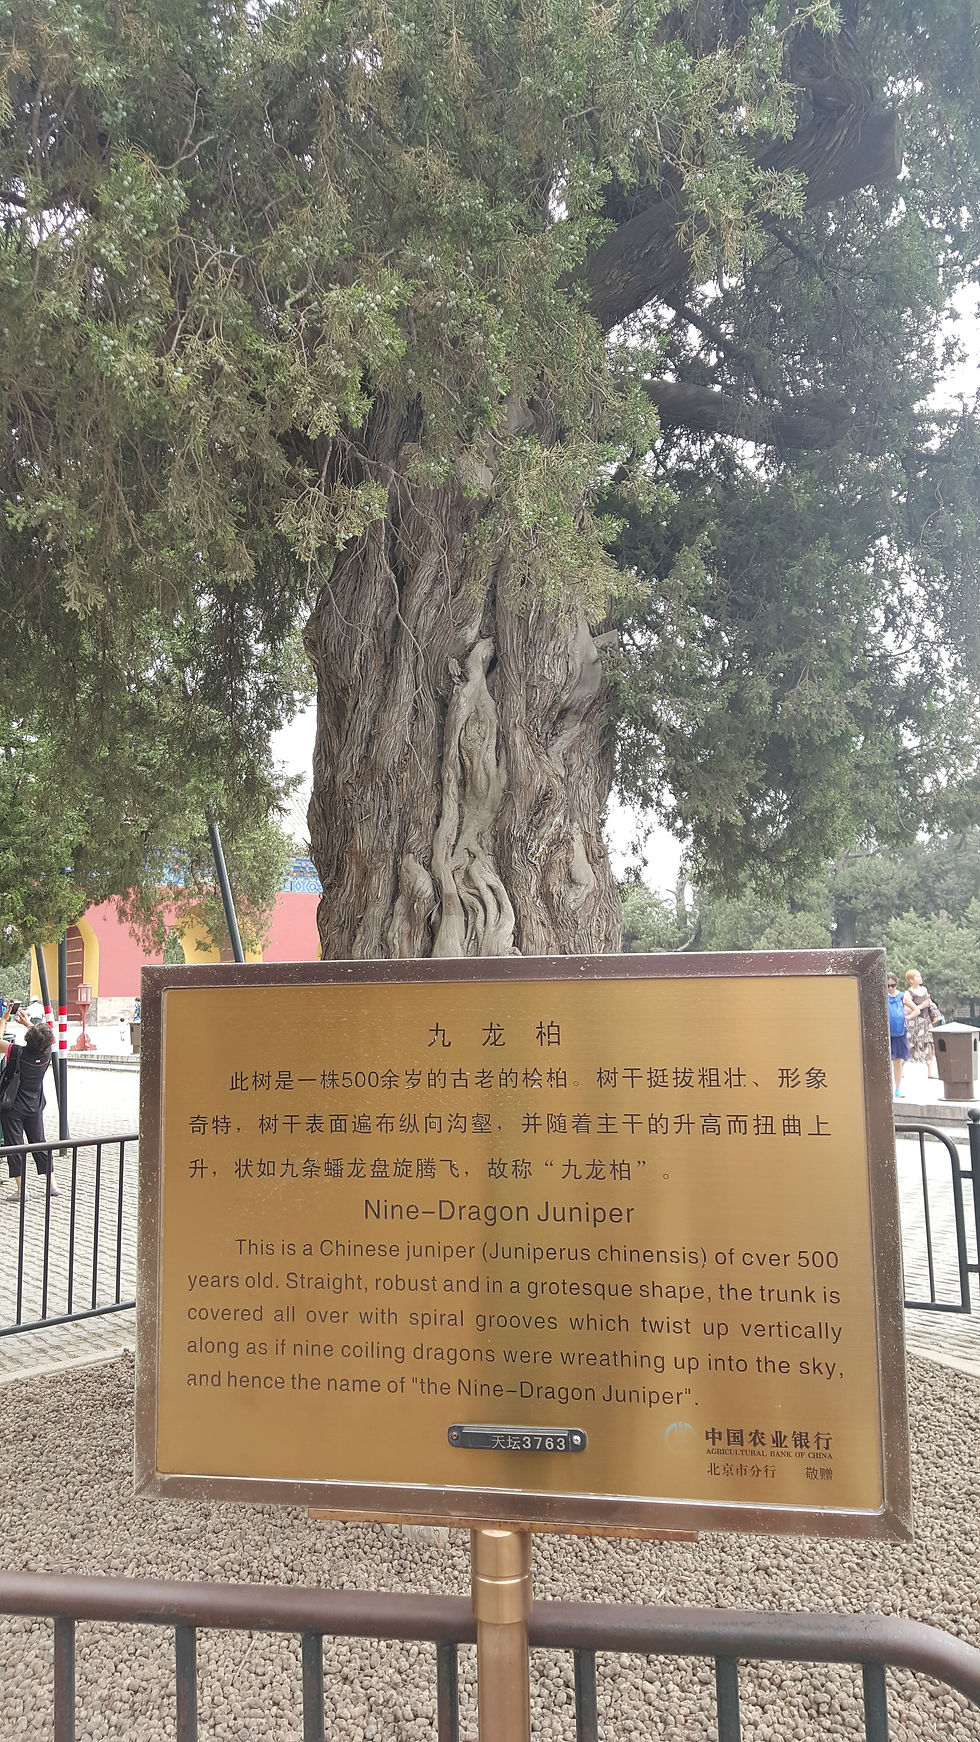 九 龙 柏
此树是一株500余岁的古老的桧柏。树干挺拔粗壮、形象
奇特，树干表面遍布纵向沟壑，并随着主干的升高而扭曲上
升，状如九条蟠龙盘旋腾飞，故称“九龙柏”。
Nine-Dragon Juniper
This is a Chinese juniper (Juniperus chinensis) of cver 500
years old. Straight, robust and in a grotesque shape, the trunk is
covered all over with spiral grooves which twist up vertically
along as if nine coiling dragons were wreathing up into the sky,
and hence the name of "the Nine-Dragon Juniper".
天坛3763
中国农业银行
AGRICULTURAL BANK OF CHINA
北京市分行 敬赠